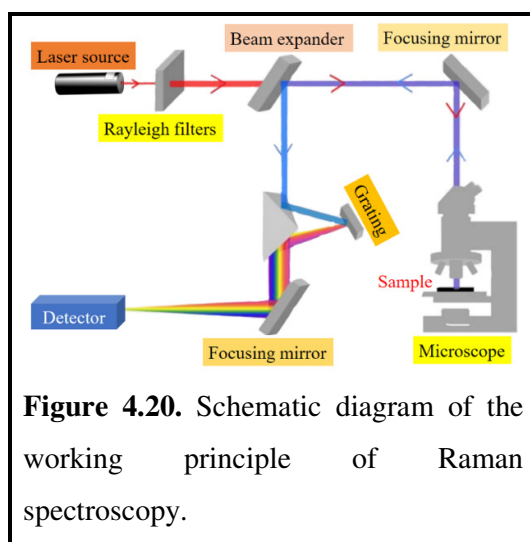 Beam expander
Focusing mirror
Laser source
Rayleigh filters
Grating
Sample
Detector
Focusing mirror
Microscope
Figure 4.20. Schematic diagram of the
working principle of Raman
spectroscopy.